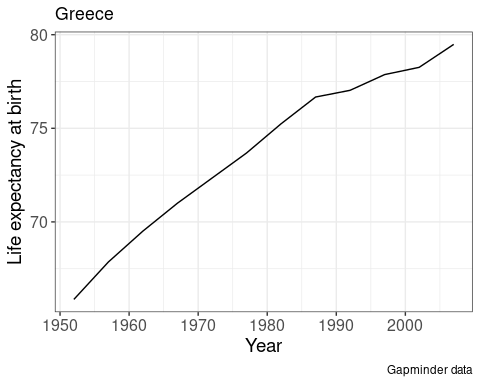 Greece
80
75
70
Life expectancy at birth
1950 1960 1970 1980 1990 2000
Year
Gapminder data